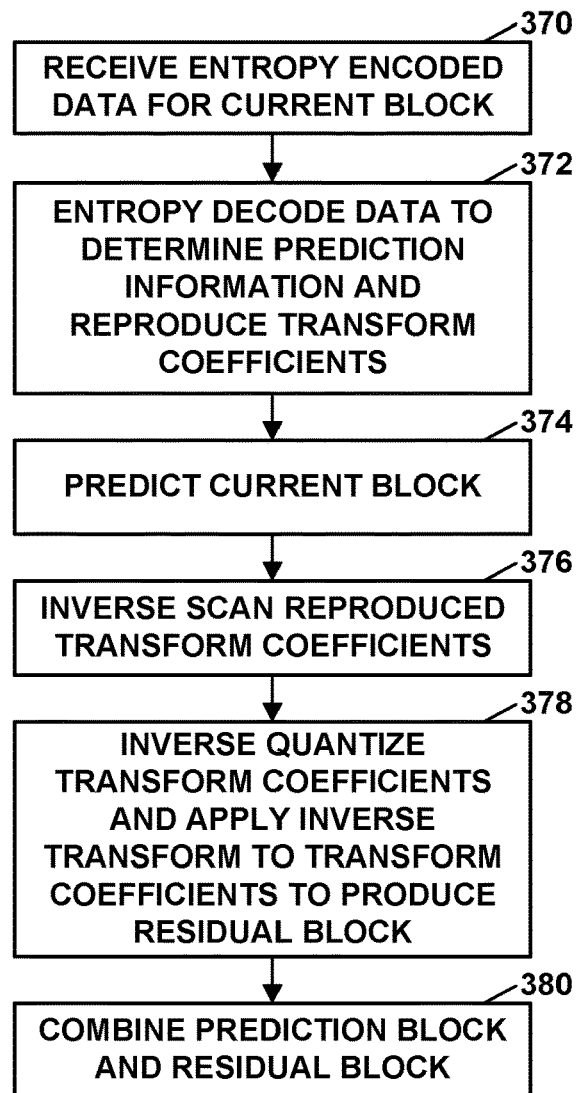 370
RECEIVE ENTROPY ENCODED
DATA FOR CURRENT BLOCK
372
ENTROPY DECODE DATA TO
DETERMINE PREDICTION
INFORMATION AND
REPRODUCE TRANSFORM
COEFFICIENTS
374
PREDICT CURRENT BLOCK
376
INVERSE SCAN REPRODUCED
TRANSFORM COEFFICIENTS
378
INVERSE QUANTIZE
TRANSFORM COEFFICIENTS
AND APPLY INVERSE
TRANSFORM TO TRANSFORM
COEFFICIENTS TO PRODUCE
RESIDUAL BLOCK
380
COMBINE PREDICTION BLOCK
AND RESIDUAL BLOCK